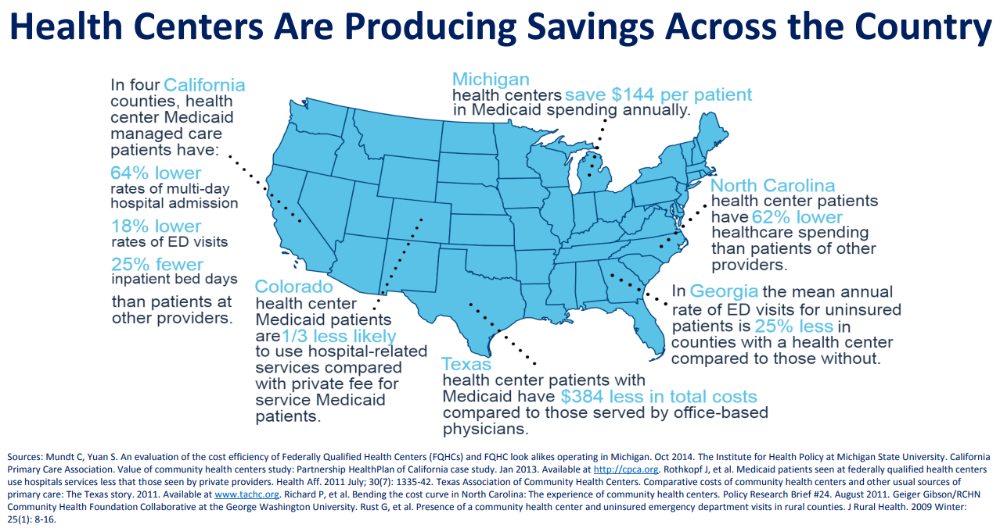 Health Centers Are Producing Savings Across the Country
In four California
counties, health
center Medicaid
managed care
patients have:
64% lower
rates of multi-day
hospital admission
18% lower
rates of ED visits
25% fewer
inpatient bed days
than patients at
other providers.
Michigan
health centers save $144 per patient
in Medicaid spending annually.
North Carolina
health center patients
have 62% lower
healthcare spending
than patients of other
providers.
Colorado
health center
Medicaid patients
are 1/3 less likely
to use hospital-related
services compared
with private fee for
service Medicaid
patients.
In Georgia the mean annual
rate of ED visits for uninsured
patients is 25% less in
counties with a health center
compared to those without.
Texas
health center patients with
Medicaid have $384 less in total costs
compared to those served by office-based
physicians.
Sources: Mundt C, Yuan S. An evaluation of the cost efficiency of Federally Qualified Health Centers (FQHCs) and FQHC look alikes operating in Michigan. Oct 2014. The Institute for Health Policy at Michigan State University. California
Primary Care Association. Value of community health centers study: Partnership HealthPlan of California case study. Jan 2013. Available at http://cpca.org. Rothkopf J, et al. Medicaid patients seen at federally qualified health centers
use hospitals services less that those seen by private providers. Health Aff. 2011 July; 30(7): 1335-42. Texas Association of Community Health Centers. Comparative costs of community health centers and other usual sources of
primary care: The Texas story. 2011. Available at www.tachc.org. Richard P, et al. Bending the cost curve in North Carolina: The experience of community health centers. Policy Research Brief #24. August 2011. Geiger Gibson/RCHN
Community Health Foundation Collaborative at the George Washington University. Rust G, et al. Presence of a community health center and uninsured emergency department visits in rural counties. J Rural Health. 2009 Winter:
25(1): 8-16.